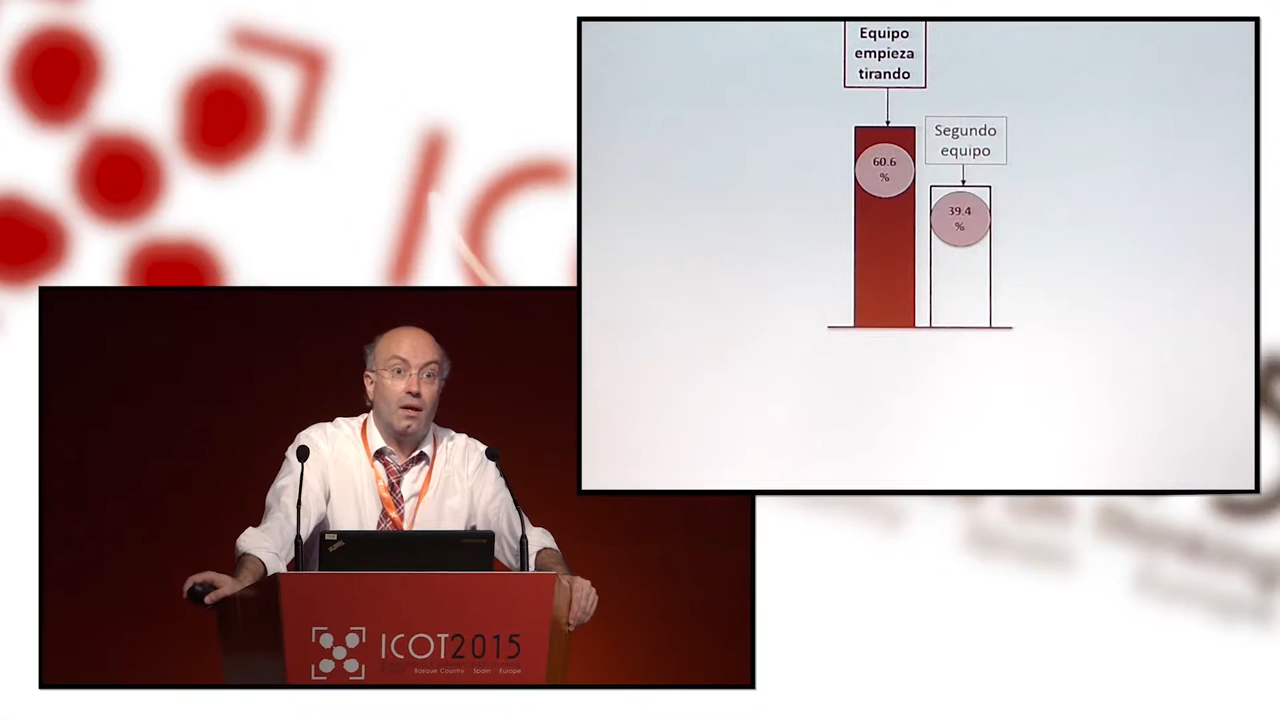 Equipo
empieza
tirando
Segundo
equipo
60.6
%
39.4
%
ICOT2015
Basque Country Spain Europe